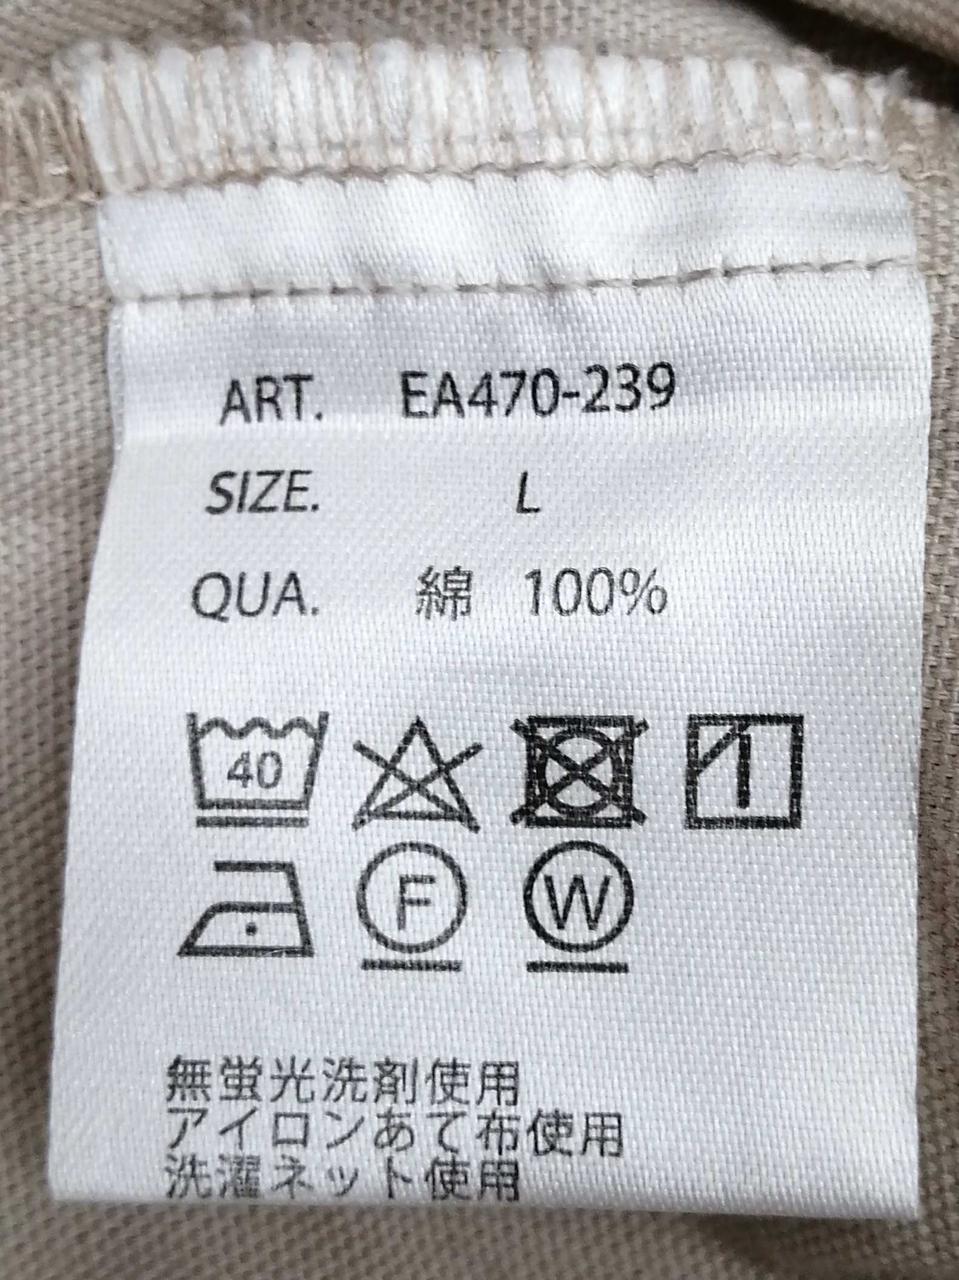 ART. EA470-239
SIZE. L
QUA. 綿 100%
40
F W
無蛍光洗剤使用
アイロンあて布使用
洗濯ネット使用